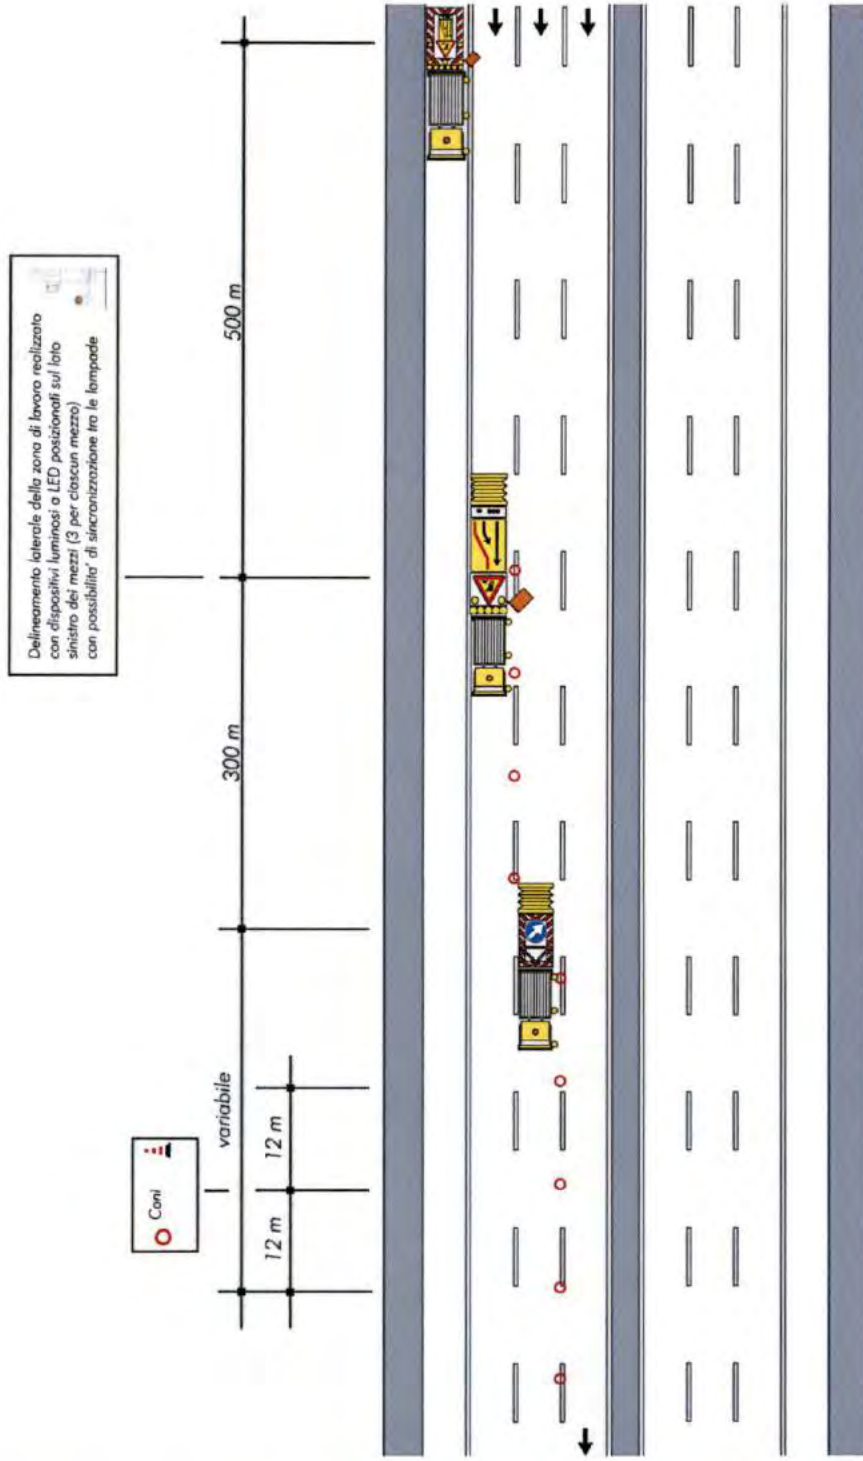 Delineamento laterale della zona di lavoro realizzato
con dispositivi luminosi a LED posizionati sul lato
sinistro dei mezzi (3 per ciascun mezzo)
con possibilita' di sincronizzazione tra le lampade
500 m
300 m
variabile
12 m
12 m
Coni